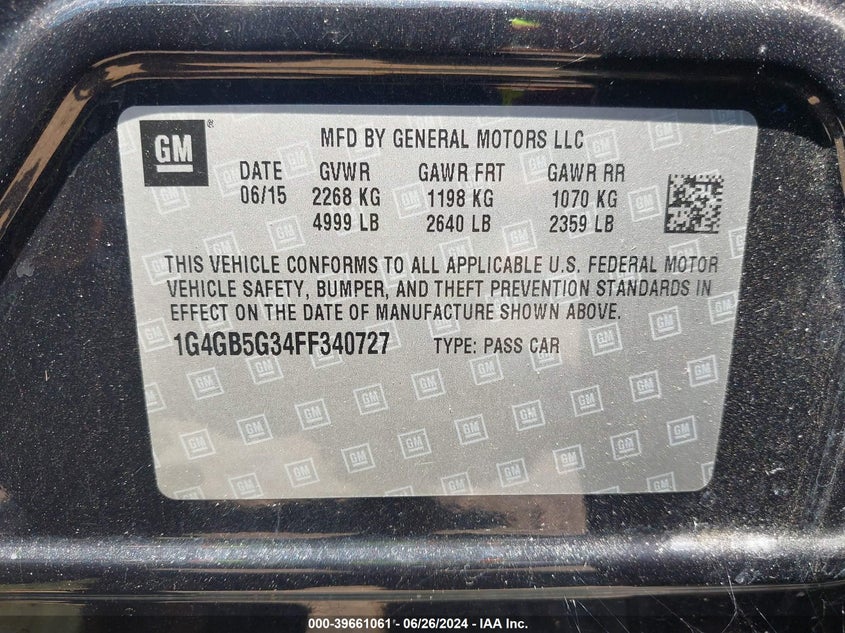 GM® MFD BY GENERAL MOTORS LLC
DATE GVWR GAWR FRT GAWR RR
06/15 2268 KG 1198 KG 1070 KG
4999 LB 2640 LB 2359 LB
THIS VEHICLE CONFORMS TO ALL APPLICABLE U.S. FEDERAL MOTOR
VEHICLE SAFETY, BUMPER, AND THEFT PREVENTION STANDARDS IN
EFFECT ON THE DATE OF MANUFACTURE SHOWN ABOVE.
1G4GB5G34FF340727 TYPE: PASS CAR
000-39661061 06/26/2024 - IAA Inc.